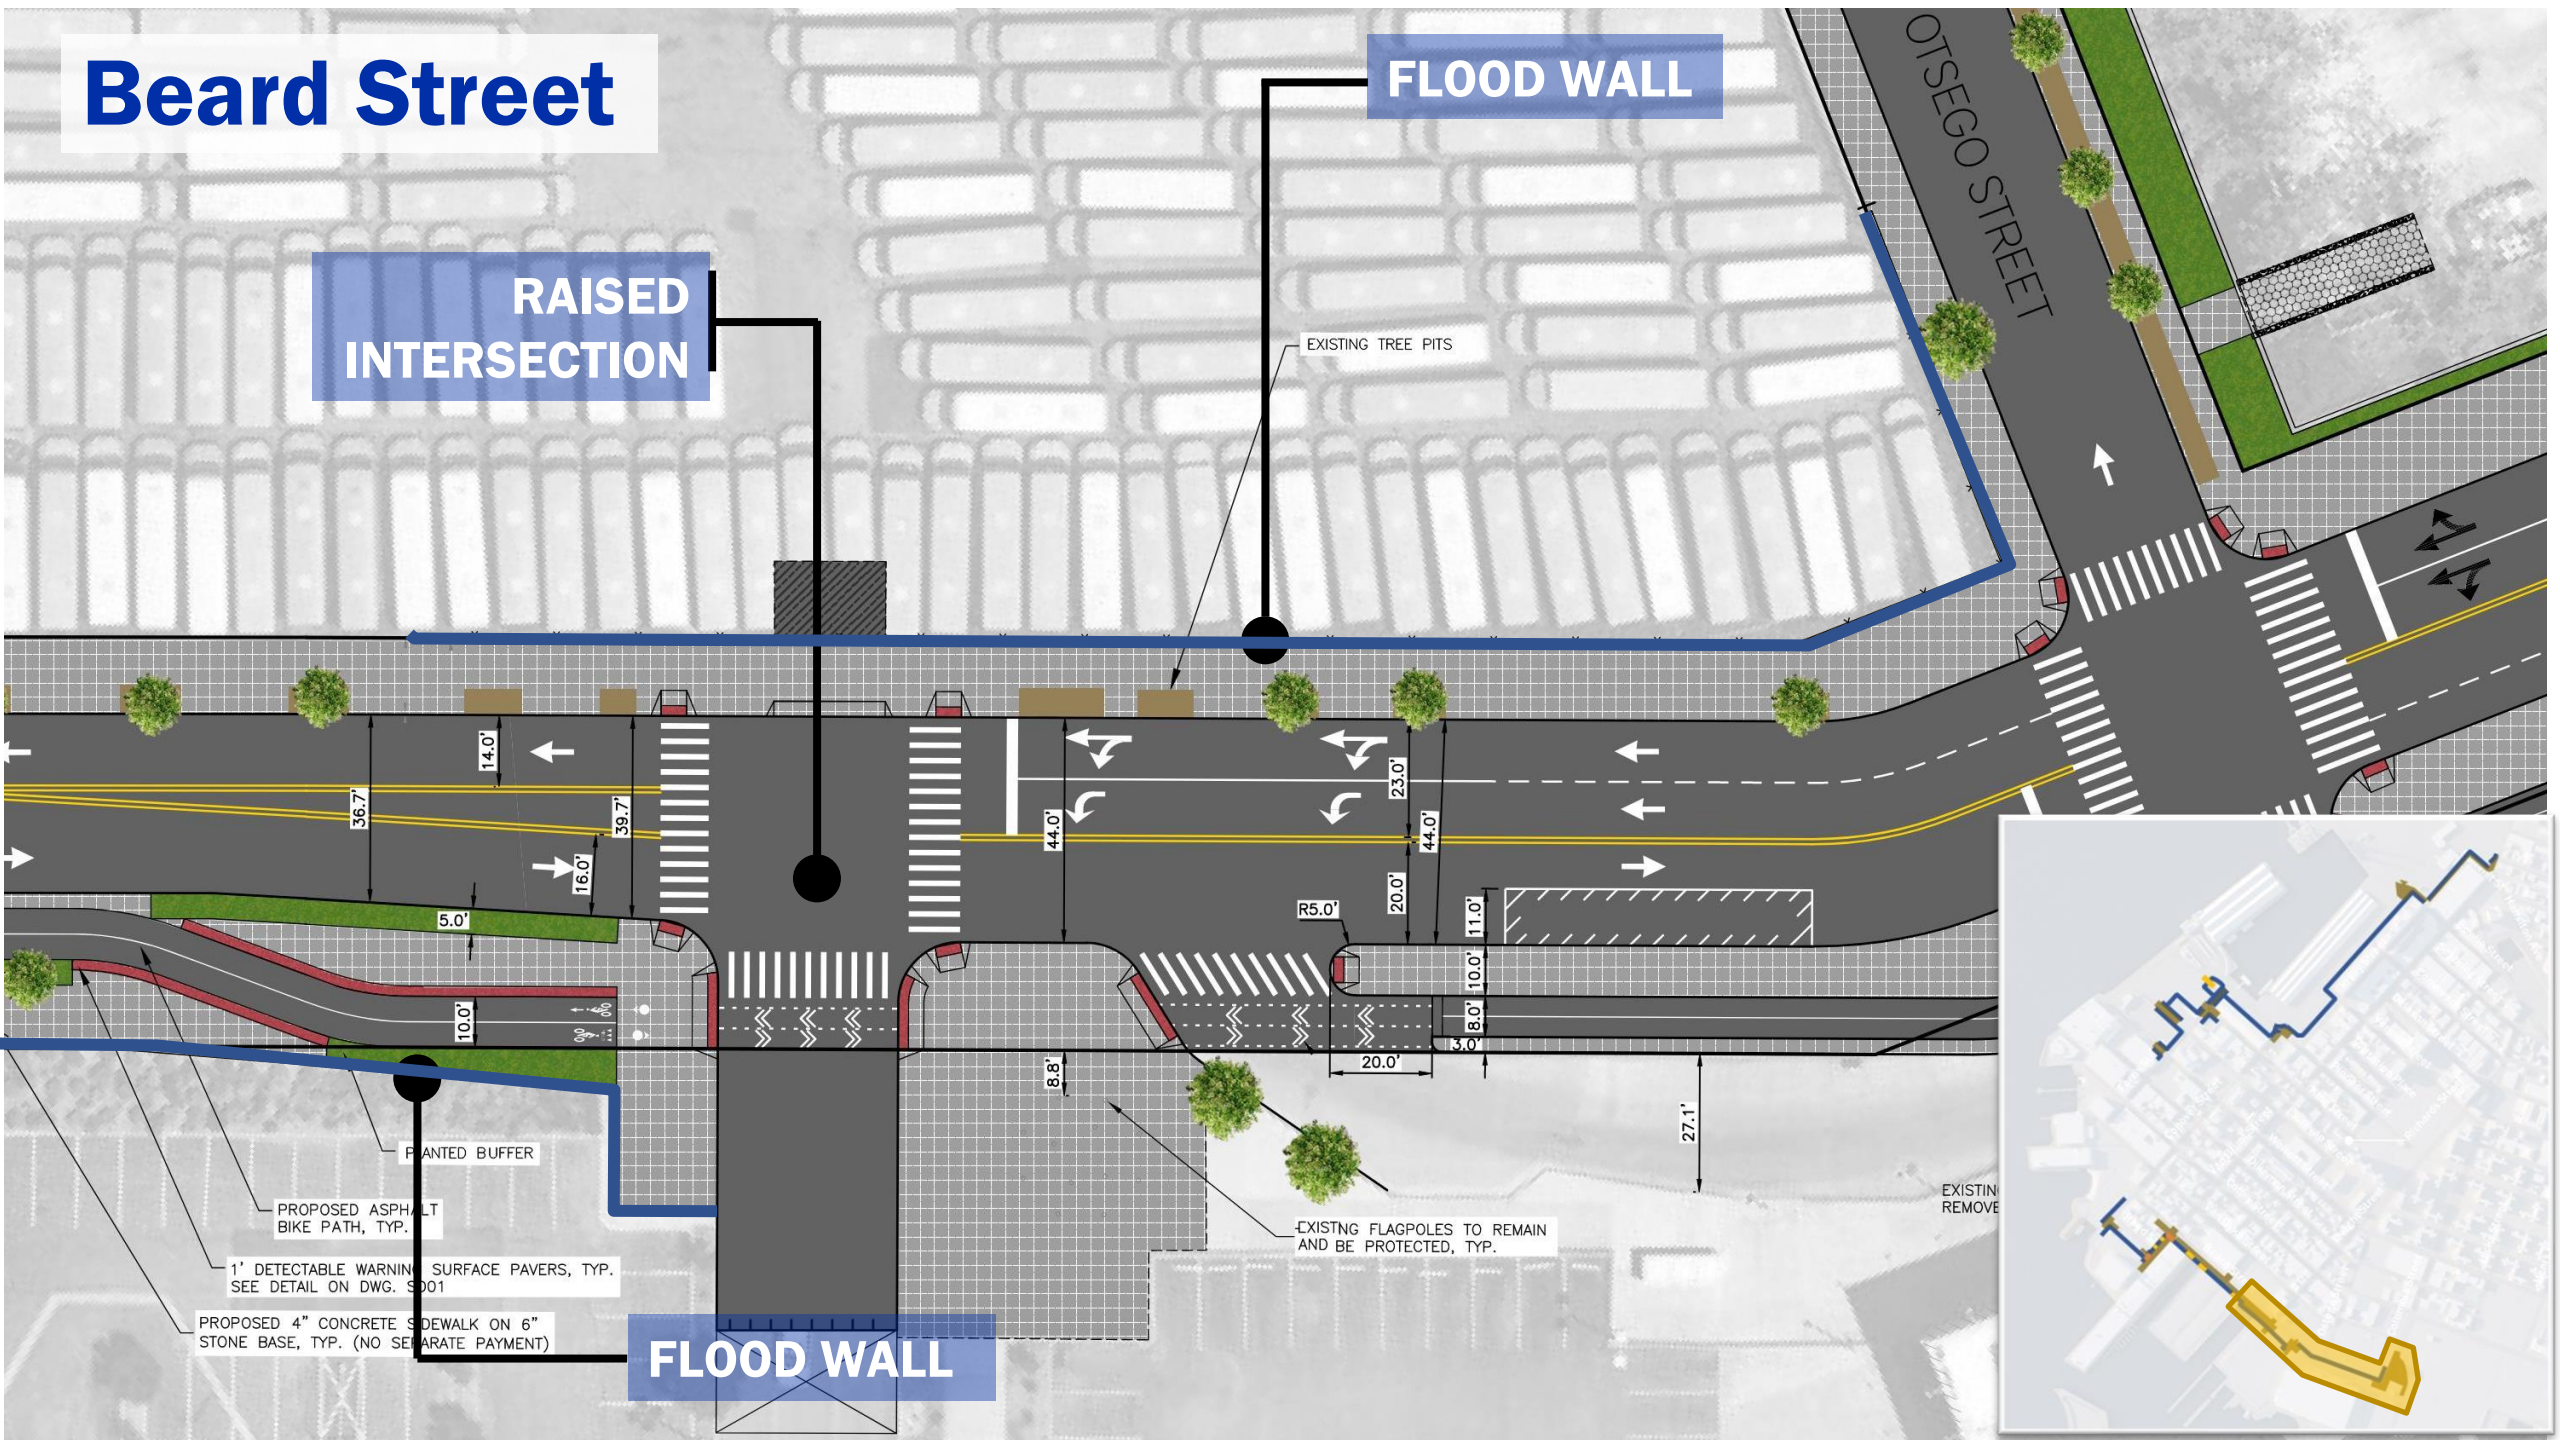 Beard Street
FLOOD WALL
OTSEGO STREET
RAISED
INTERSECTION
EXISTING TREE PITS
14.0'
36.7'
39.7'
16.0'
44.0'
23.0'
44.0'
20.0'
5.0'
R5.0'
11.0'
10.0'
10.0'
8.0'
3.0'
20.0'
8.8'
27.1'
PLANTED BUFFER
PROPOSED ASPHALT
BIKE PATH, TYP.
1' DETECTABLE WARNING SURFACE PAVERS, TYP.
SEE DETAIL ON DWG. S001
PROPOSED 4" CONCRETE SIDEWALK ON 6"
STONE BASE, TYP. (NO SEPARATE PAYMENT)
EXISTNG FLAGPOLES TO REMAIN
AND BE PROTECTED, TYP.
EXISTIN
REMOVE
FLOOD WALL